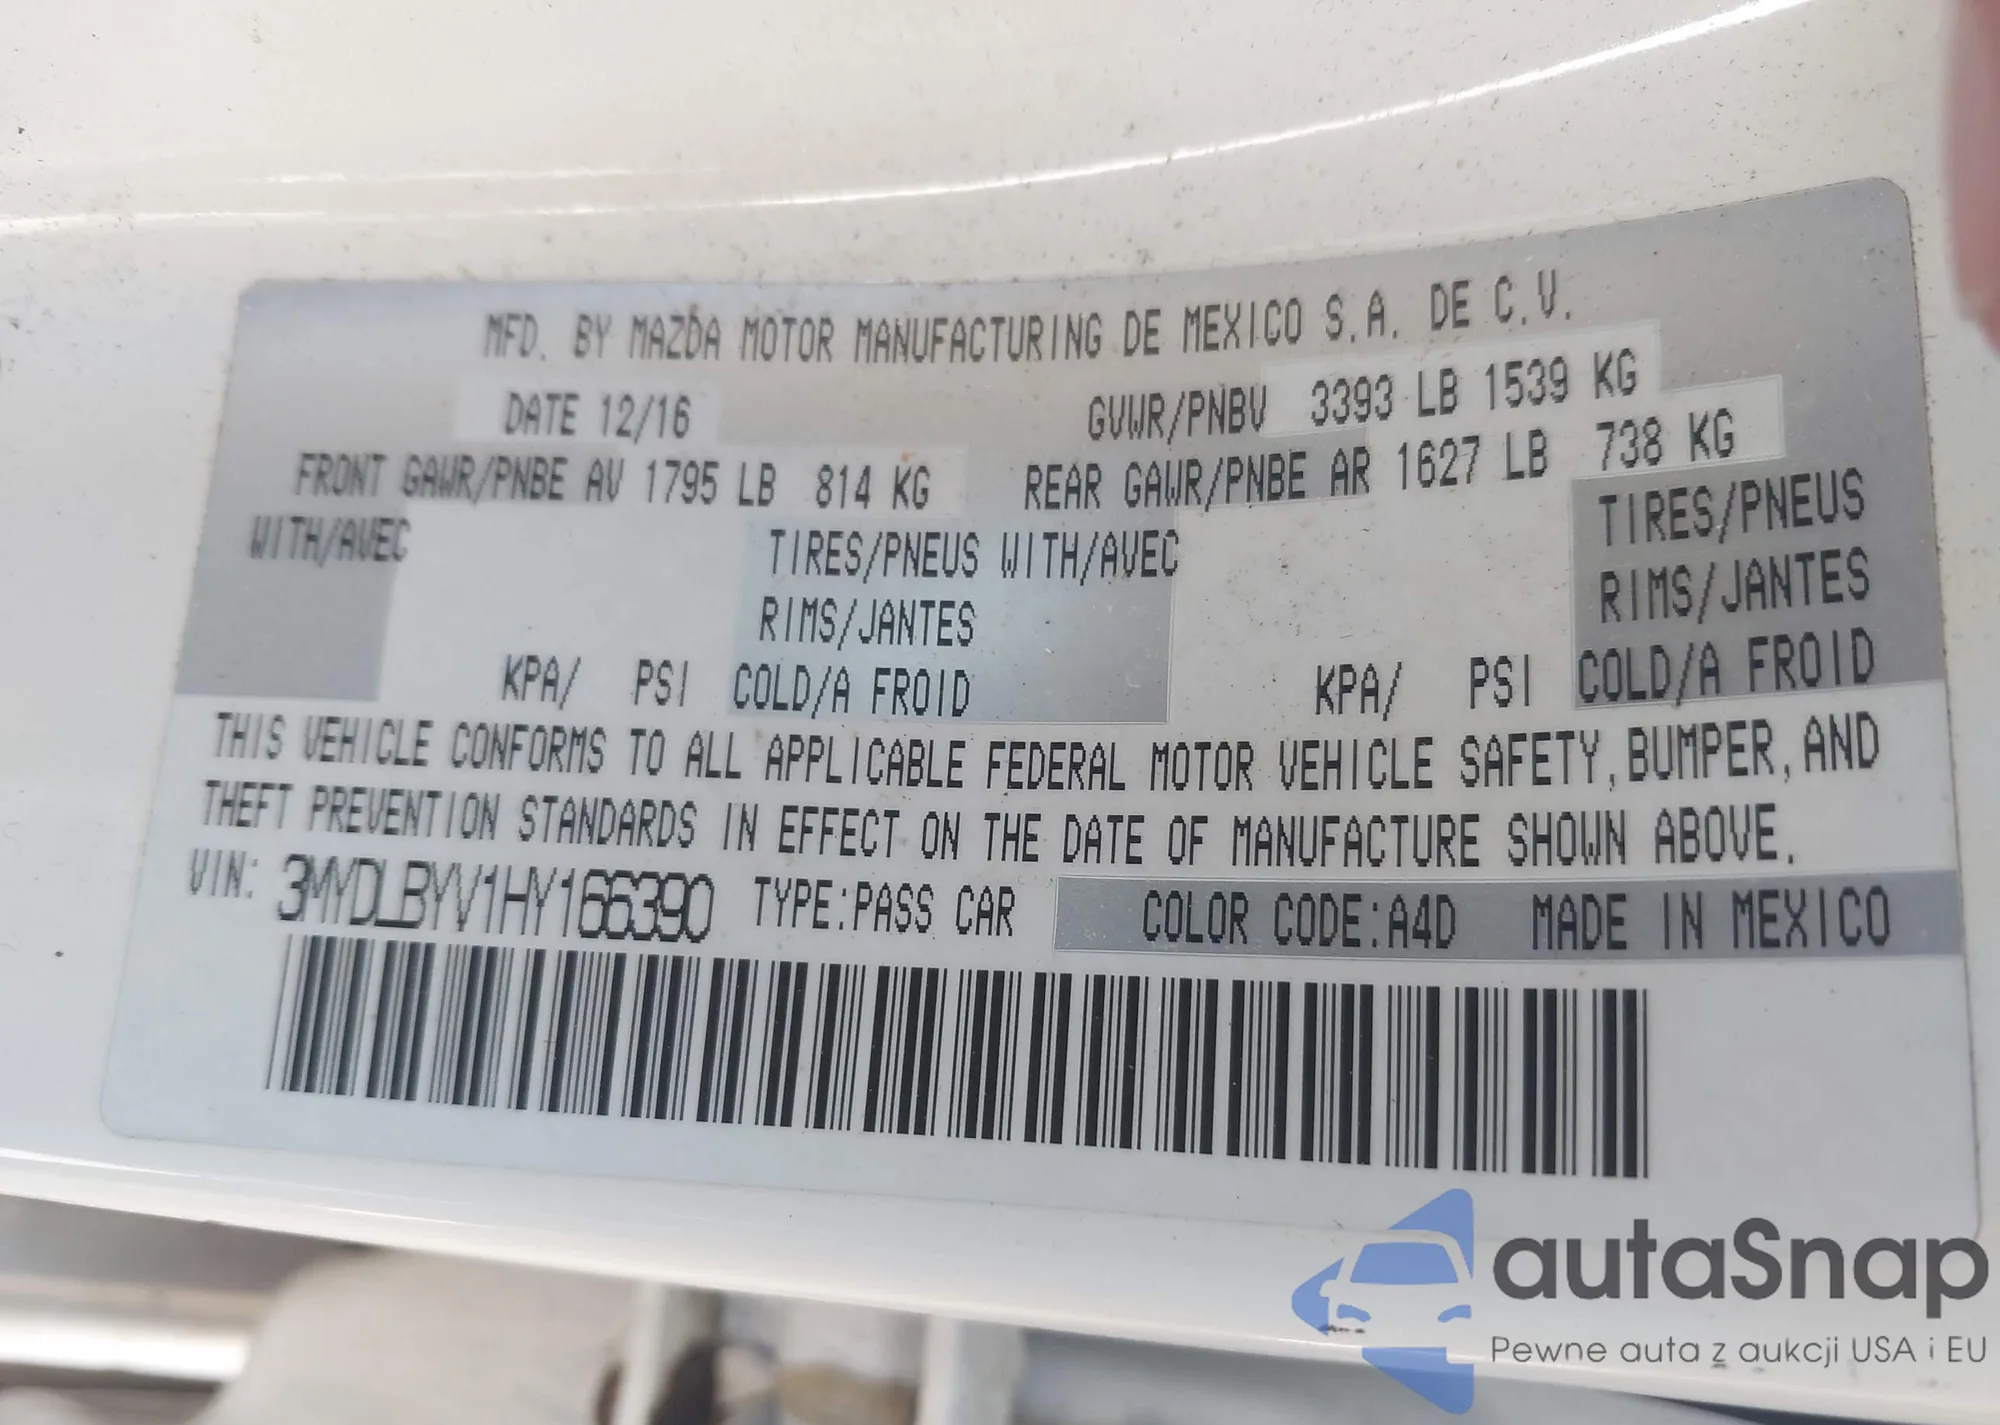 MFD. BY MAZDA MOTOR MANUFACTURING DE MEXICO S.A. DE C.V.
DATE 12/16 GVWR/PNBV 3393 LB 1539 KG
FRONT GAWR/PNBE AV 1795 LB 814 KG REAR GAWR/PNBE AR 1627 LB 738 KG
WITH/AVEC TIRES/PNEUS WITH/AVEC TIRES/PNEUS
RIMS/JANTES RIMS/JANTES
KPA/ PSI COLD/A FROID KPA/ PSI COLD/A FROID
THIS VEHICLE CONFORMS TO ALL APPLICABLE FEDERAL MOTOR VEHICLE SAFETY, BUMPER, AND
THEFT PREVENTION STANDARDS IN EFFECT ON THE DATE OF MANUFACTURE SHOWN ABOVE.
VIN: 3MYDLBYV1HY166390 TYPE:PASS CAR COLOR CODE:A4D MADE IN MEXICO
autaSnap
Pewne auta z aukcji USA i EU